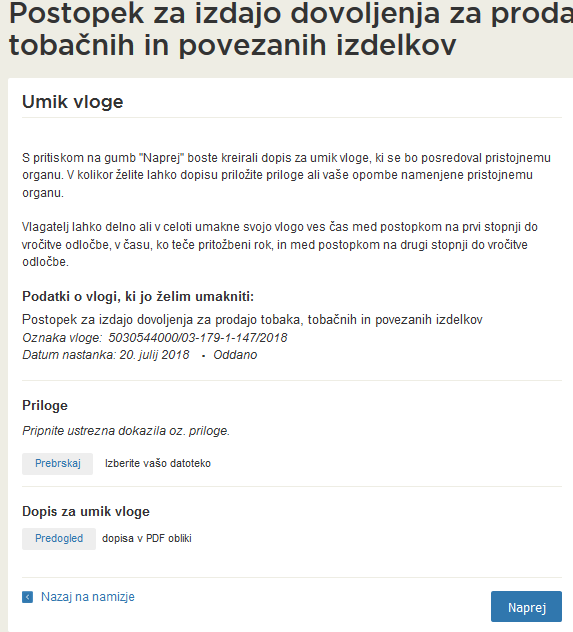 Postopek za izdajo dovoljenja za
tobačnih in povezanih izdelkov
Umik vloge
S pritiskom na gumb "Naprej" boste kreirali dopis za umik vloge, ki se bo posredoval pristojnemu
organu. V kolikor želite lahko dopisu priložite priloge ali vaše opombe namenjene pristojnemu
organu.
Vlagatelj lahko delno ali v celoti umakne svojo vlogo ves čas med postopkom na prvi stopnji do
vročitve odločbe, v času, ko teče pritožbeni rok, in med postopkom na drugi stopnji do vročitve
odločbe.
Podatki o vlogi, ki jo želim umakniti:
Postopek za izdajo dovoljenja za prodajo tobaka, tobačnih in povezanih izdelkov
Oznaka vloge: 5030544000/03-179-1-147/2018
Datum nastanka: 20. julij 2018 • Oddano
Priloge
Pripnite ustrezna dokazila oz. priloge.
Prebrskaj Izberite vašo datoteko
Dopis za umik vloge
Predogled dopisa v PDF obliki
Nazaj na namizje
Naprej